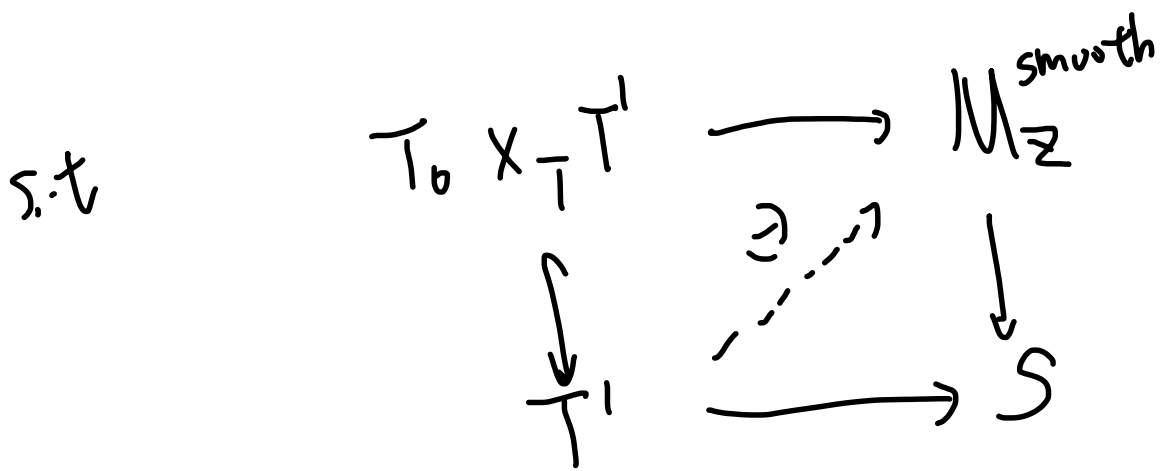 s.t T₀ ×_T T' → M_Z^smooth
∃
T' → S